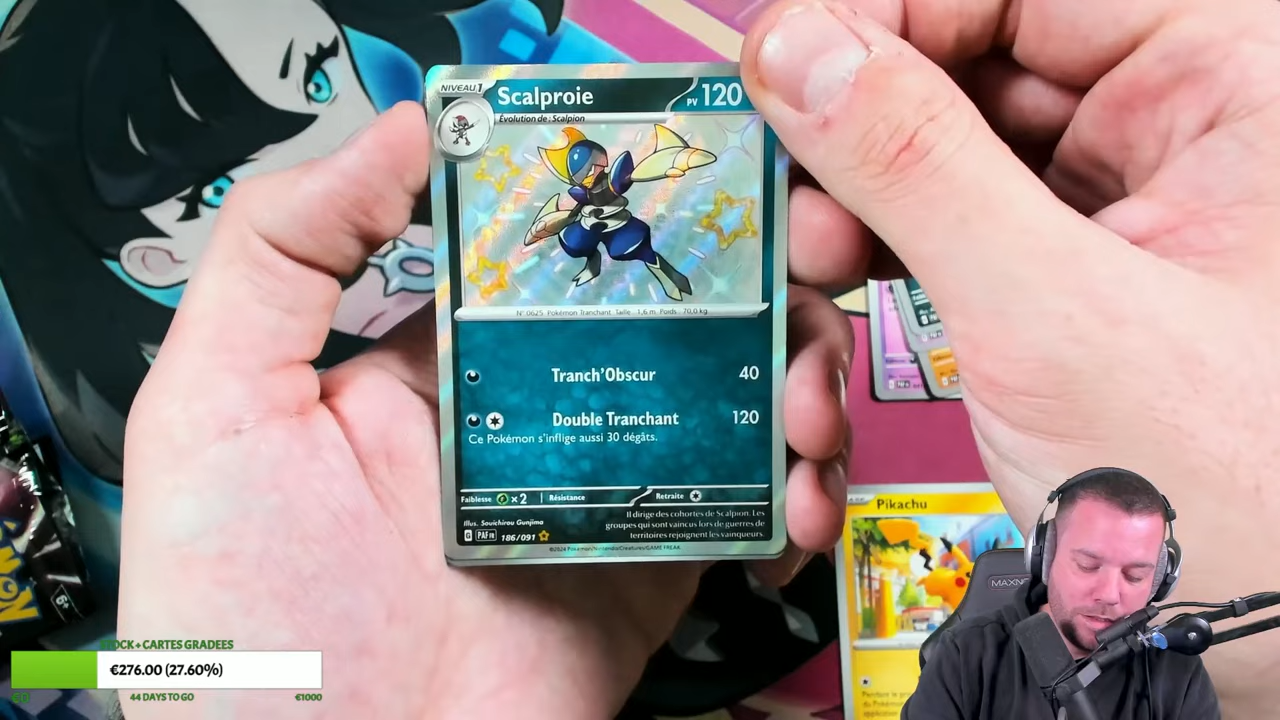 NIVEAU 1
Scalproie
PV 120
Évolution de : Scalpion
N° 0625 Pokémon Tranchant Taille : 1,6 m. Poids : 70,0 kg
Tranch'Obscur 40
Double Tranchant 120
Ce Pokémon s'inflige aussi 30 dégâts.
Faiblesse ×2 Résistance Retraite
Illus. Souichirou Gunjima
Il dirige des cohortes de Scalpion. Les
groupes qui sont vaincus lors de guerres de
territoires rejoignent les vainqueurs.
G PAF FR 186/091
©2024 Pokémon/Nintendo/Creatures/GAME FREAK
Pikachu
MAXN
6+
STOCK + CARTES GRADEES
€276.00 (27.60%)
€0 44 DAYS TO GO €1000